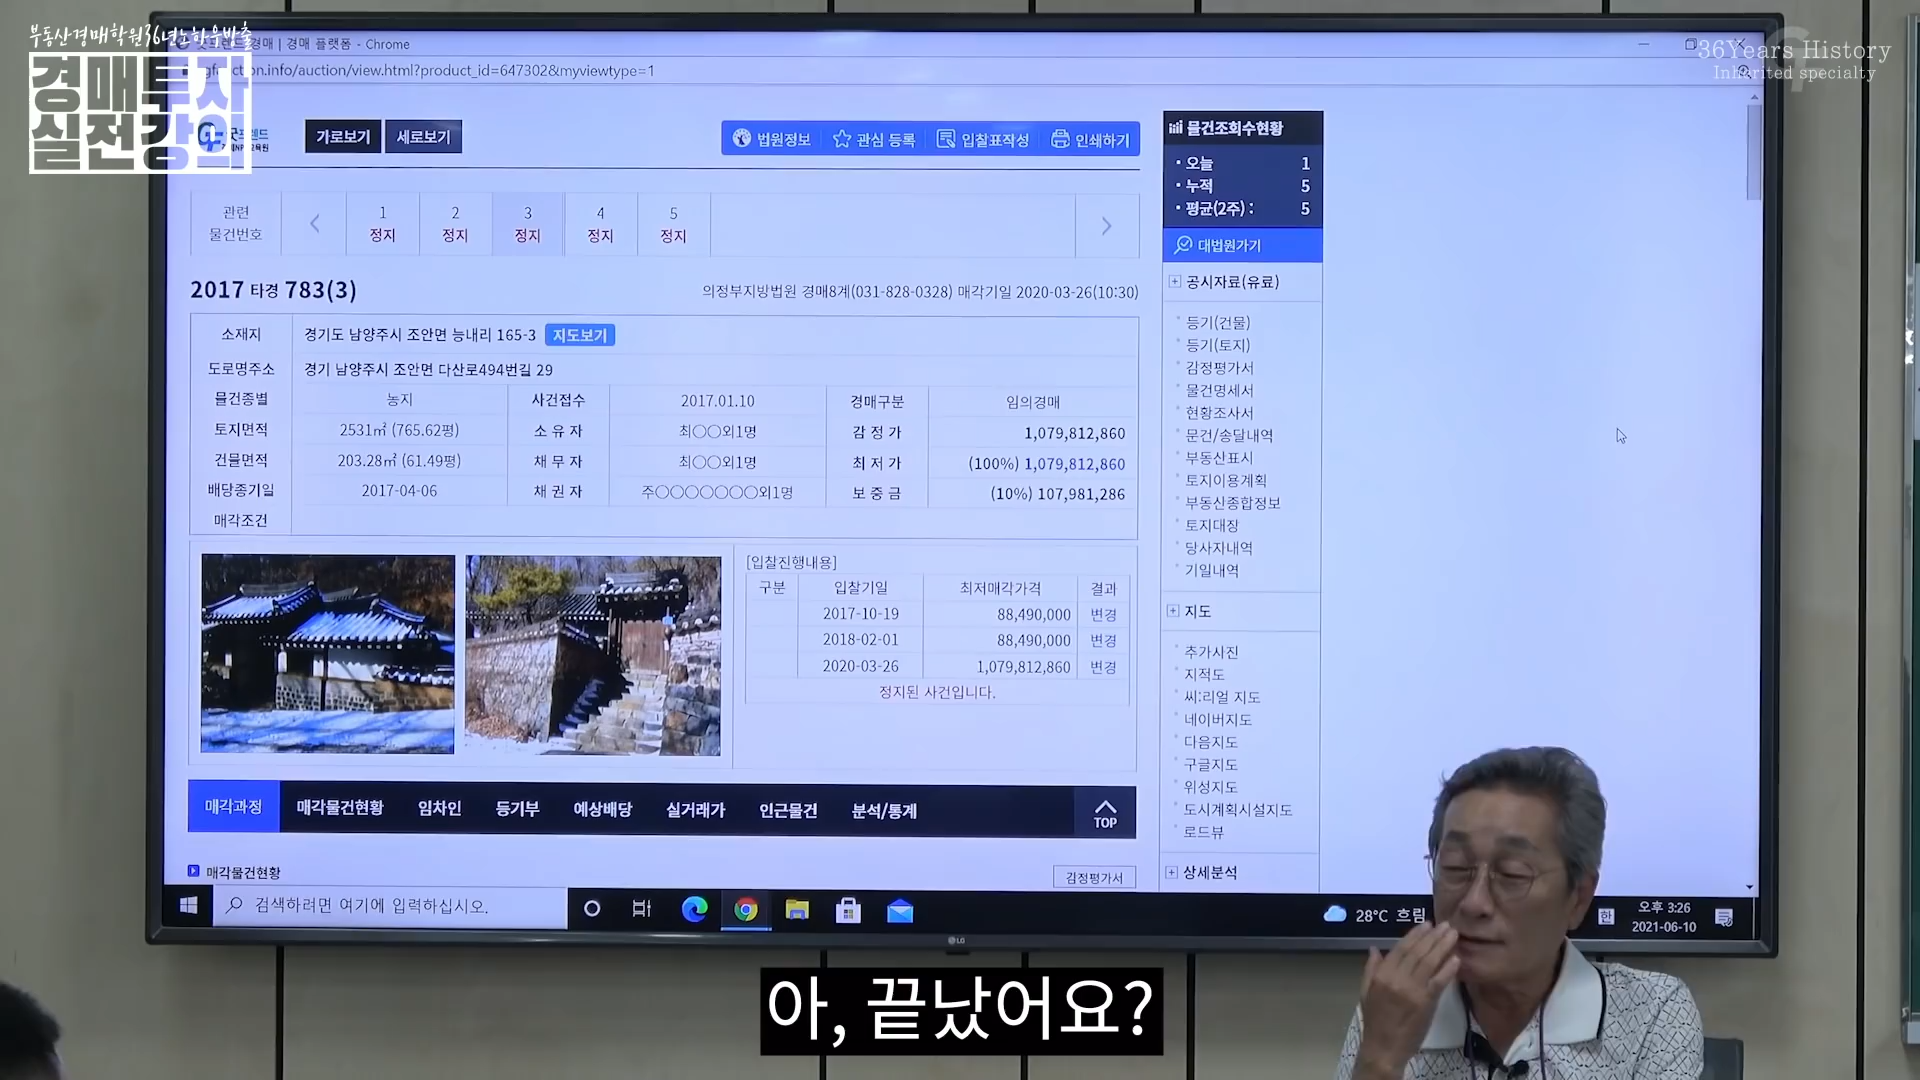 부동산경매학원36년노하우방출
경매투자
실전강의
36Years History
Inherited specialty
경매 | 경매 플랫폼 - Chrome
gfauction.info/auction/view.html?product_id=647302&myviewtype=1
굿프렌드
가로보기
세로보기
법원정보
관심 등록
입찰표작성
인쇄하기
관련
물건번호
1
정지
2
정지
3
정지
4
정지
5
정지
2017 타경 783(3)
의정부지방법원 경매8계(031-828-0328) 매각기일 2020-03-26(10:30)
소재지 경기도 남양주시 조안면 능내리 165-3 지도보기
도로명주소 경기 남양주시 조안면 다산로494번길 29
물건종별 농지 사건접수 2017.01.10 경매구분 임의경매
토지면적 2531㎡ (765.62평) 소 유 자 최○○외1명 감 정 가 1,079,812,860
건물면적 203.28㎡ (61.49평) 채 무 자 최○○외1명 최 저 가 (100%) 1,079,812,860
배당종기일 2017-04-06 채 권 자 주○○○○○○○외1명 보 증 금 (10%) 107,981,286
매각조건
[입찰진행내용]
구분 입찰기일 최저매각가격 결과
2017-10-19 88,490,000 변경
2018-02-01 88,490,000 변경
2020-03-26 1,079,812,860 변경
정지된 사건입니다.
매각과정 매각물건현황 임차인 등기부 예상배당 실거래가 인근물건 분석/통계 TOP
매각물건현황
감정평가서
물건조회수현황
오늘 1
누적 5
평균(2주) : 5
대법원가기
공시자료(유료)
등기(건물)
등기(토지)
감정평가서
물건명세서
현황조사서
문건/송달내역
부동산표시
토지이용계획
부동산종합정보
토지대장
당사자내역
기일내역
지도
추가사진
지적도
씨:리얼 지도
네이버지도
다음지도
구글지도
위성지도
도시계획시설지도
로드뷰
상세분석
검색하려면 여기에 입력하십시오.
28°C 흐림
한
오후 3:26
2021-06-10
LG
아, 끝났어요?